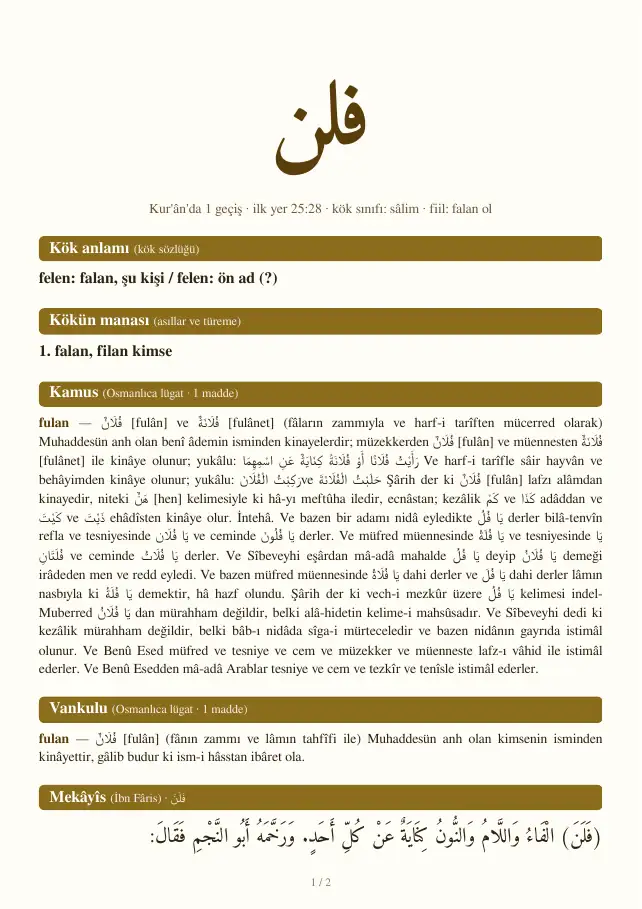 فلن
Kur'ân'da 1 geçiş · ilk yer 25:28 · kök sınıfı: sâlim · fiil: falan ol
Kök anlamı (kök sözlüğü)
felen: falan, şu kişi / felen: ön ad (?)
Kökün manası (asıllar ve türeme)
1. falan, filan kimse
Kamus (Osmanlıca lügat · 1 madde)
fulan — فُلَانٌ [fulân] ve فُلَانَةٌ [fulânet] (fâların zammıyla ve harf-i tarîften mücerred olarak)
Muhaddesün anh olan benî âdemin isminden kinayelerdir; müzekkerden فُلَانٌ [fulân] ve müennesten فُلَانَةٌ
[fulânet] ile kinâye olunur; yukâlu: رَأَيْتُ فُلَانًا أَوْ فُلَانَةَ كِنَايَةً عَنِ اسْمِهِمَا Ve harf-i tarîfle sâir hayvân ve
behâyimden kinâye olunur; yukâlu: رَكِبْتُ الْفُلَانَ ve حَلَبْتُ الْفُلَانَةَ Şârih der ki فُلَانٌ [fulân] lafzı alâmdan
kinayedir, niteki هَنٌ [hen] kelimesiyle ki hâ-yı meftûha iledir, ecnâstan; kezâlik كَمْ ve كَذَا adâddan ve
كَيْتَ ve ذَيْتَ ehâdîsten kinâye olur. İntehâ. Ve bazen bir adamı nidâ eyledikte يَا فُلُ derler bilâ-tenvîn
refla ve tesniyesinde يَا فُلَانِ ve ceminde يَا فُلُونَ derler. Ve müfred müennesinde يَا فُلَةُ ve tesniyesinde يَا
فُلَتَانِ ve ceminde يَا فُلَاتُ derler. Ve Sîbeveyhi eşârdan mâ-adâ mahalde يَا فُلُ deyip يَا فُلَانُ demeği
irâdeden men ve redd eyledi. Ve bazen müfred müennesinde يَا فُلَاةُ dahi derler ve يَا فُلَ dahi derler lâmın
nasbıyla ki يَا فُلَةُ demektir, hâ hazf olundu. Şârih der ki vech-i mezkûr üzere يَا فُلُ kelimesi indel-
Muberred يَا فُلَانُ dan mürahham değildir, belki alâ-hidetin kelime-i mahsûsadır. Ve Sîbeveyhi dedi ki
kezâlik mürahham değildir, belki bâb-ı nidâda sîga-i mürteceledir ve bazen nidânın gayrıda istimâl
olunur. Ve Benû Esed müfred ve tesniye ve cem ve müzekker ve müenneste lafz-ı vâhid ile istimâl
ederler. Ve Benû Esedden mâ-adâ Arablar tesniye ve cem ve tezkîr ve tenîsle istimâl ederler.
Vankulu (Osmanlıca lügat · 1 madde)
fulan — فُلَانٌ [fulân] (fânın zammı ve lâmın tahfîfi ile) Muhaddesün anh olan kimsenin isminden
kinâyettir, gâlib budur ki ism-i hâsstan ibâret ola.
Mekâyîs (İbn Fâris) · فَلَنَ
(فَلَنَ) الْفَاءُ وَاللَّامُ وَالنُّونُ كِنَايَةٌ عَنْ كُلِّ أَحَدٍ. وَرَخَّمَهُ أَبُو النَّجْمِ فَقَالَ:
1 / 2